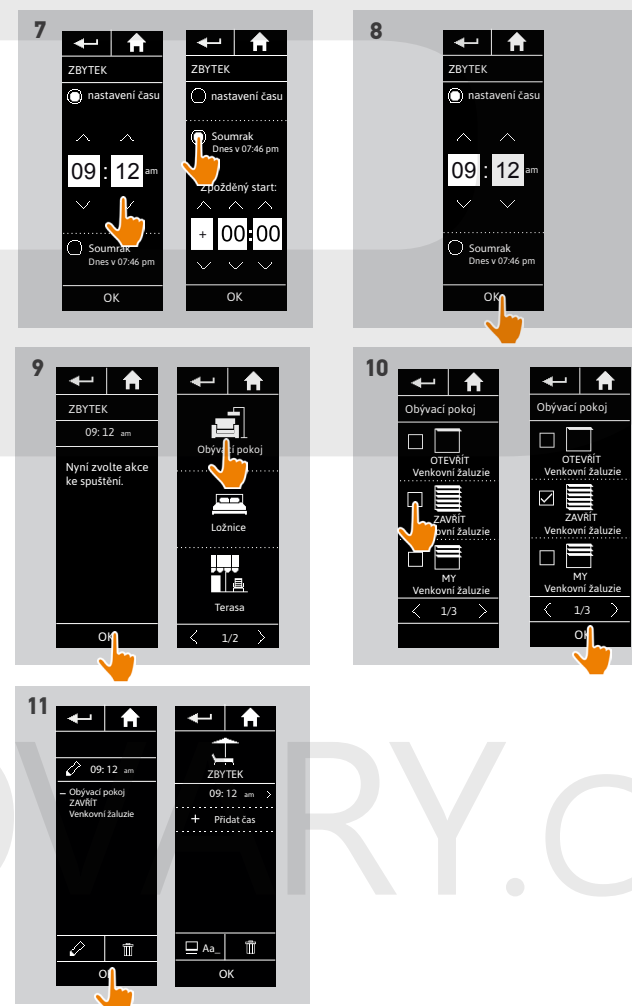 7
ZBYTEK
nastavení času
09 : 12 am
Soumrak
Dnes v 07:46 pm
OK
ZBYTEK
nastavení času
Soumrak
Dnes v 07:46 pm
Zpožděný start:
+ 00:00
OK
8
ZBYTEK
nastavení času
09 : 12 am
Soumrak
Dnes v 07:46 pm
OK
9
ZBYTEK
09: 12 am
Nyní zvolte akce
ke spuštění.
OK
Obývací pokoj
Ložnice
Terasa
1/2
10
Obývací pokoj
OTEVŘÍT
Venkovní žaluzie
ZAVŘÍT
Venkovní žaluzie
MY
Venkovní žaluzie
1/3
Obývací pokoj
OTEVŘÍT
Venkovní žaluzie
ZAVŘÍT
Venkovní žaluzie
MY
Venkovní žaluzie
1/3
OK
11
09: 12 am
– Obývací pokoj
ZAVŘÍT
Venkovní žaluzie
OK
ZBYTEK
09: 12 am >
+ Přidat čas
Aa_
OK
OVARY.C